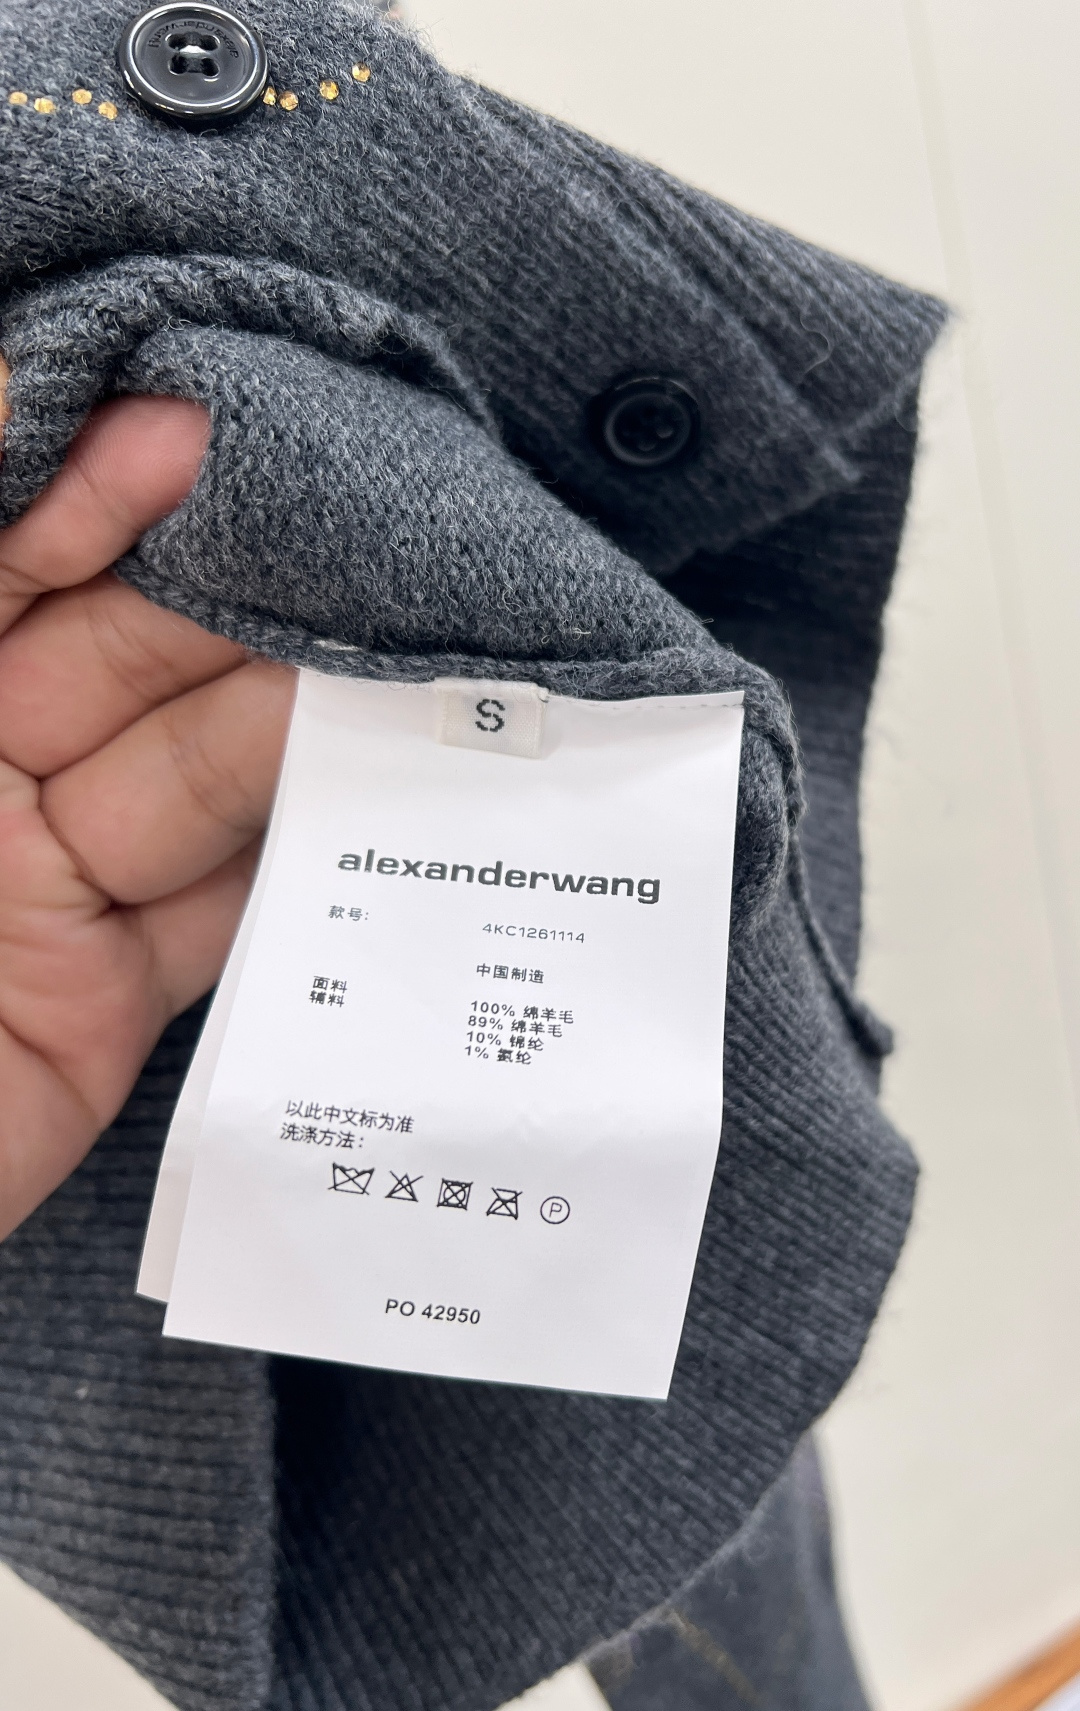 S
alexanderwang
款号: 4KC1261114
中国制造
面料 100% 绵羊毛
辅料 89% 绵羊毛
10% 锦纶
1% 氨纶
以此中文标为准
洗涤方法：
P
PO 42950